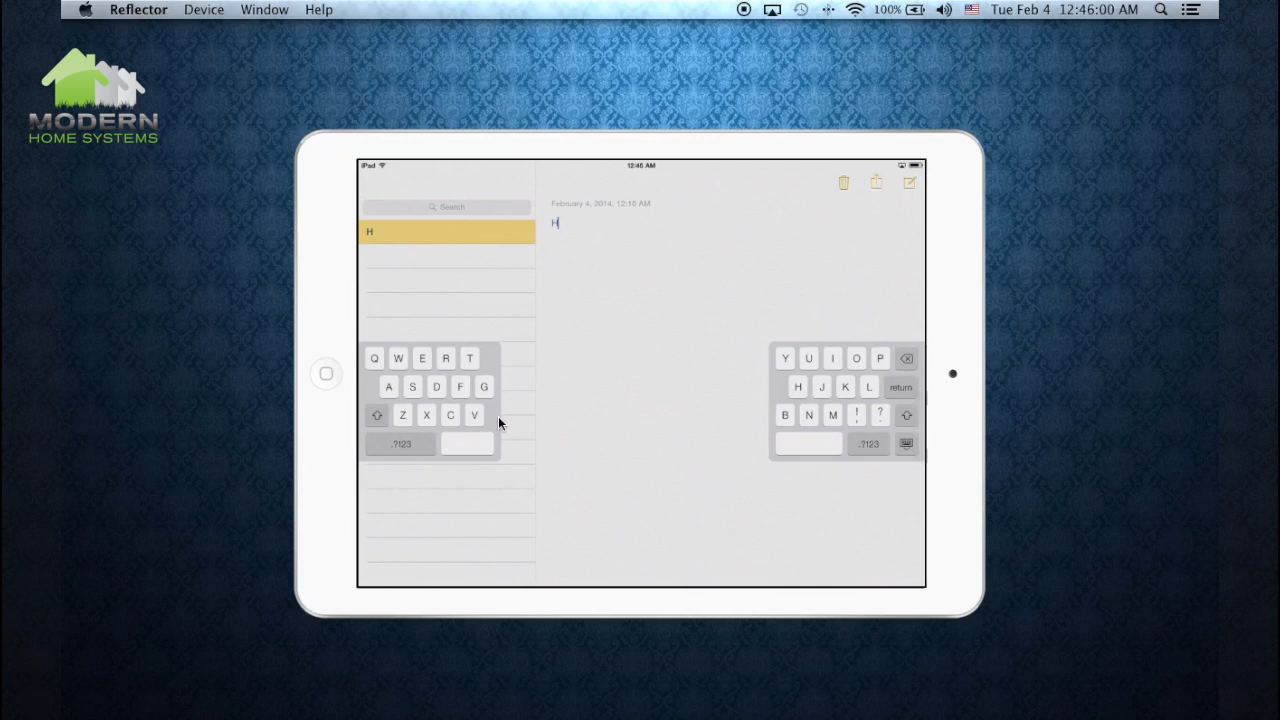 Reflector Device Window Help 100% Tue Feb 4 12:46:00 AM
MODERN
HOME SYSTEMS
iPad 12:46 AM
Search
February 4, 2014, 12:10 AM
H
H
Q W E R T
Y U I O P
A S D F G
H J K L return
Z X C V
B N M ! , ? .
.?123
.?123